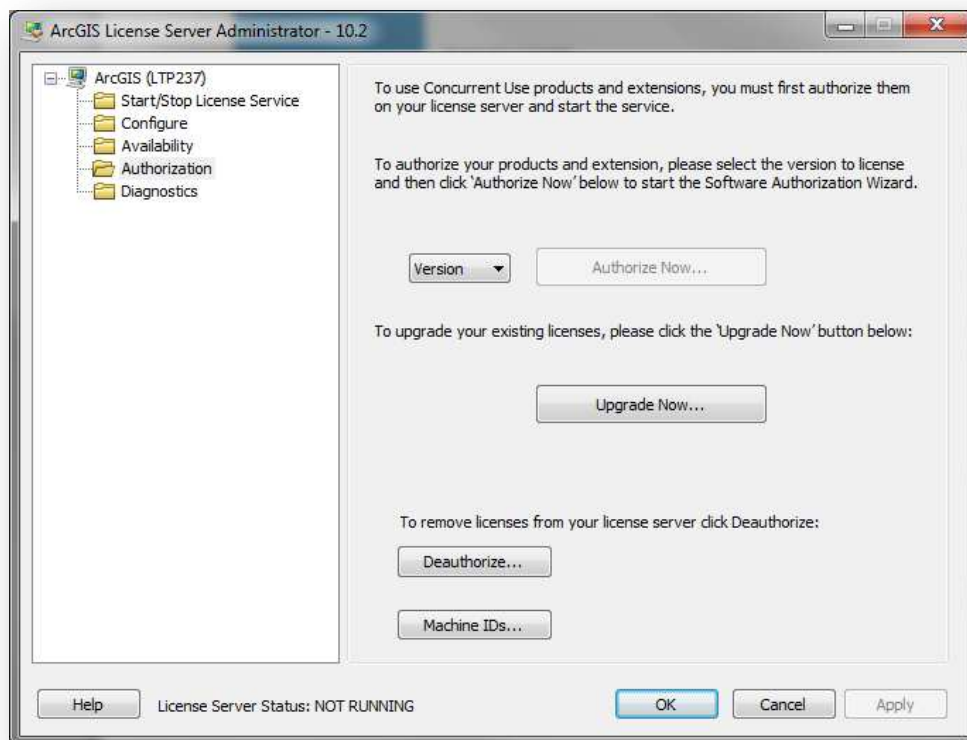 ArcGIS License Server Administrator - 10.2
ArcGIS (LTP237)
Start/Stop License Service
Configure
Availability
Authorization
Diagnostics
To use Concurrent Use products and extensions, you must first authorize them
on your license server and start the service.
To authorize your products and extension, please select the version to license
and then click 'Authorize Now' below to start the Software Authorization Wizard.
Version
Authorize Now...
To upgrade your existing licenses, please click the 'Upgrade Now' button below:
Upgrade Now...
To remove licenses from your license server click Deauthorize:
Deauthorize...
Machine IDs...
Help
License Server Status: NOT RUNNING
OK
Cancel
Apply